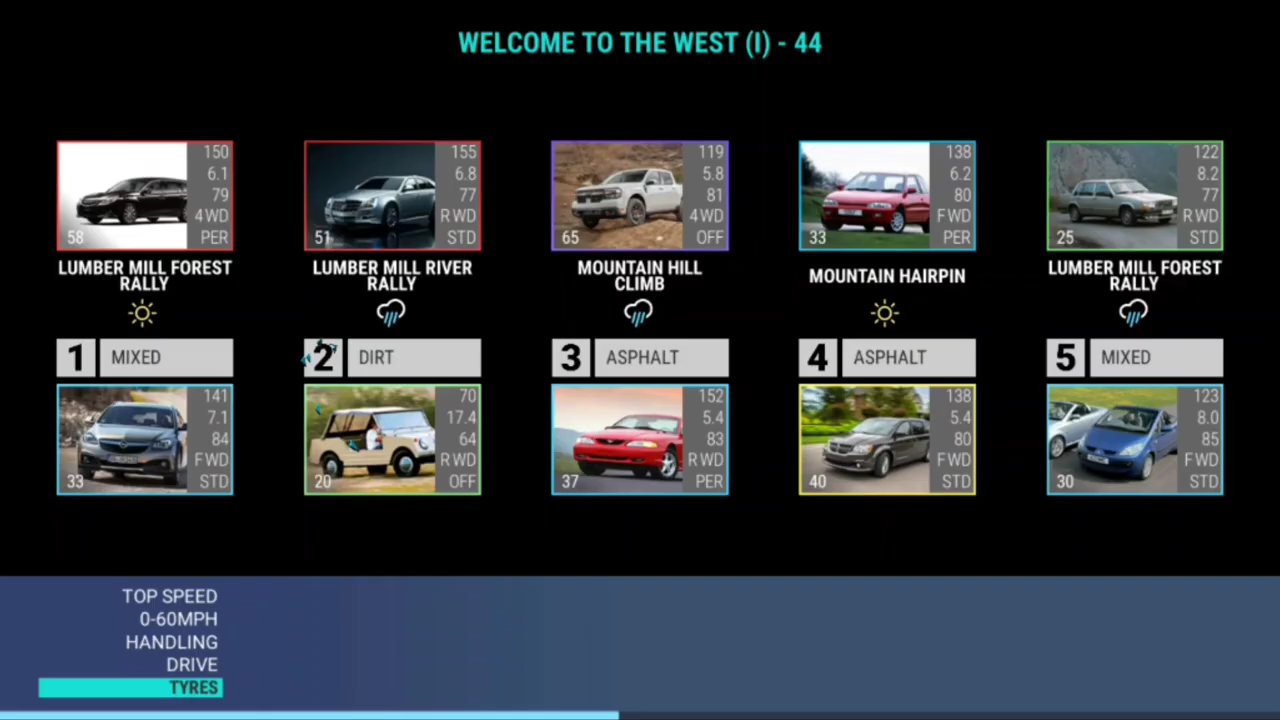 WELCOME TO THE WEST (I) - 44
150
6.1
79
4WD
58 PER
155
6.8
77
RWD
51 STD
119
5.8
81
4WD
65 OFF
138
6.2
80
FWD
33 PER
122
8.2
77
RWD
25 STD
LUMBER MILL FOREST
RALLY
LUMBER MILL RIVER
RALLY
MOUNTAIN HILL
CLIMB
MOUNTAIN HAIRPIN
LUMBER MILL FOREST
RALLY
1 MIXED
2 DIRT
3 ASPHALT
4 ASPHALT
5 MIXED
141
7.1
84
FWD
33 STD
70
17.4
64
RWD
20 OFF
152
5.4
83
RWD
37 PER
138
5.4
80
FWD
40 STD
123
8.0
85
FWD
30 STD
TOP SPEED
0-60MPH
HANDLING
DRIVE
TYRES